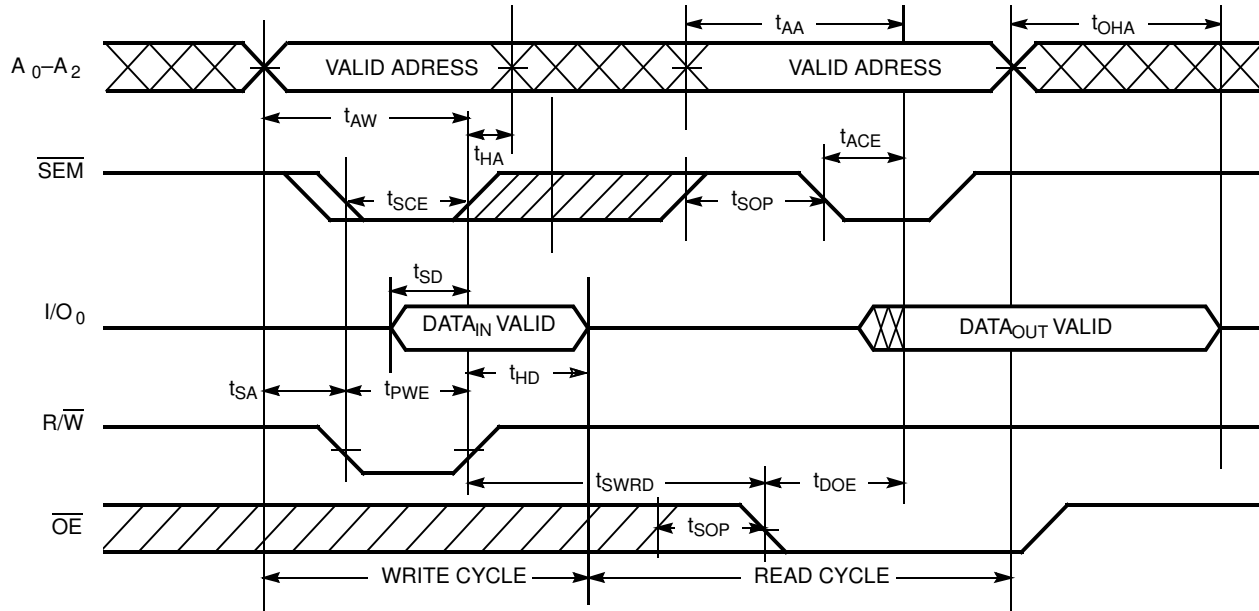 tAA
tOHA
A0–A2
VALID ADRESS
VALID ADRESS
tAW
tHA
tACE
SEM
tSCE
tSOP
tSD
I/O0
DATAIN VALID
DATAOUT VALID
tSA
tPWE
tHD
R/W
tSWRD
tDOE
OE
tSOP
WRITE CYCLE
READ CYCLE